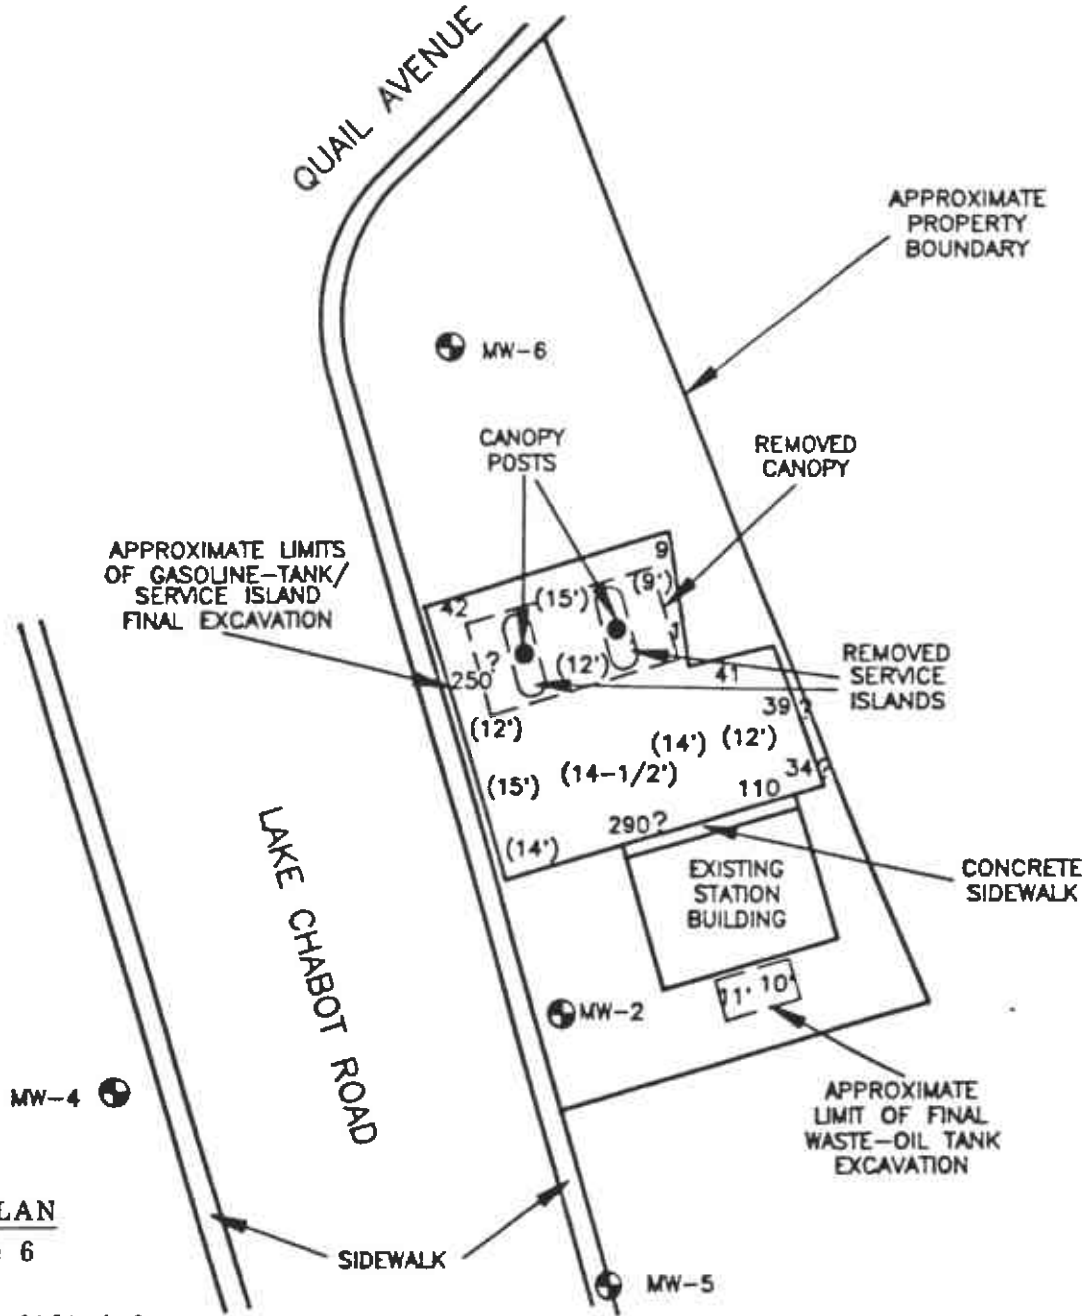 QUAIL AVENUE
APPROXIMATE
PROPERTY
BOUNDARY
MW-6
CANOPY
POSTS
REMOVED
CANOPY
APPROXIMATE LIMITS
OF GASOLINE-TANK/
SERVICE ISLAND
FINAL EXCAVATION
9
42
(15')
(9')
250?
(12')
41
REMOVED
SERVICE
ISLANDS
39?
(12')
(14')
(12')
(15')
(14-1/2')
34?
110
290?
(14')
LAKE CHABOT ROAD
EXISTING
STATION
BUILDING
CONCRETE
SIDEWALK
11' 10'
MW-2
MW-4
APPROXIMATE
LIMIT OF FINAL
WASTE-OIL TANK
EXCAVATION
LAN
6
SIDEWALK
MW-5